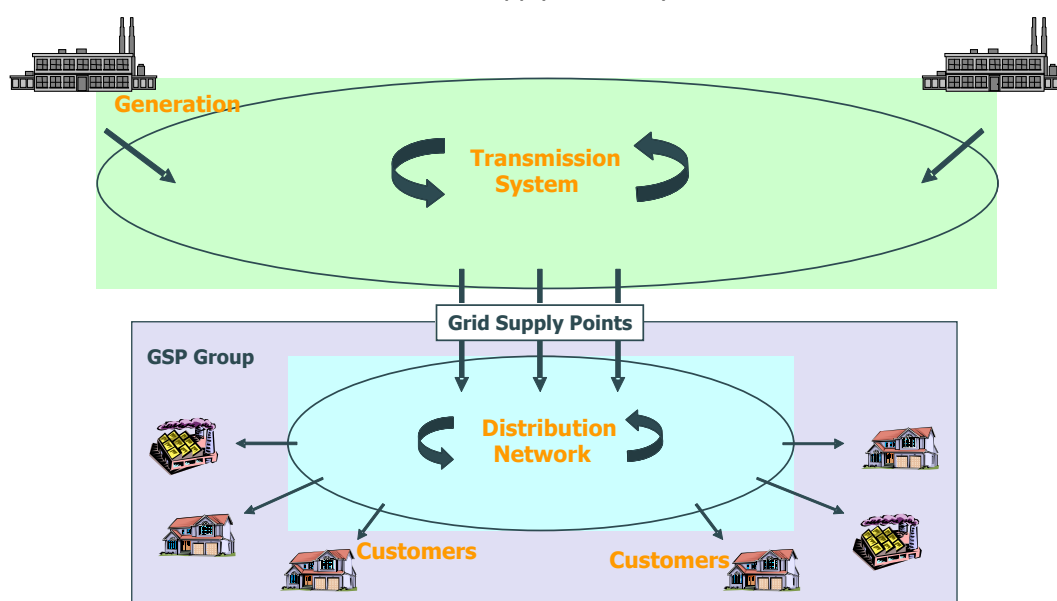 Generation
Transmission
System
Grid Supply Points
GSP Group
Distribution
Network
Customers
Customers